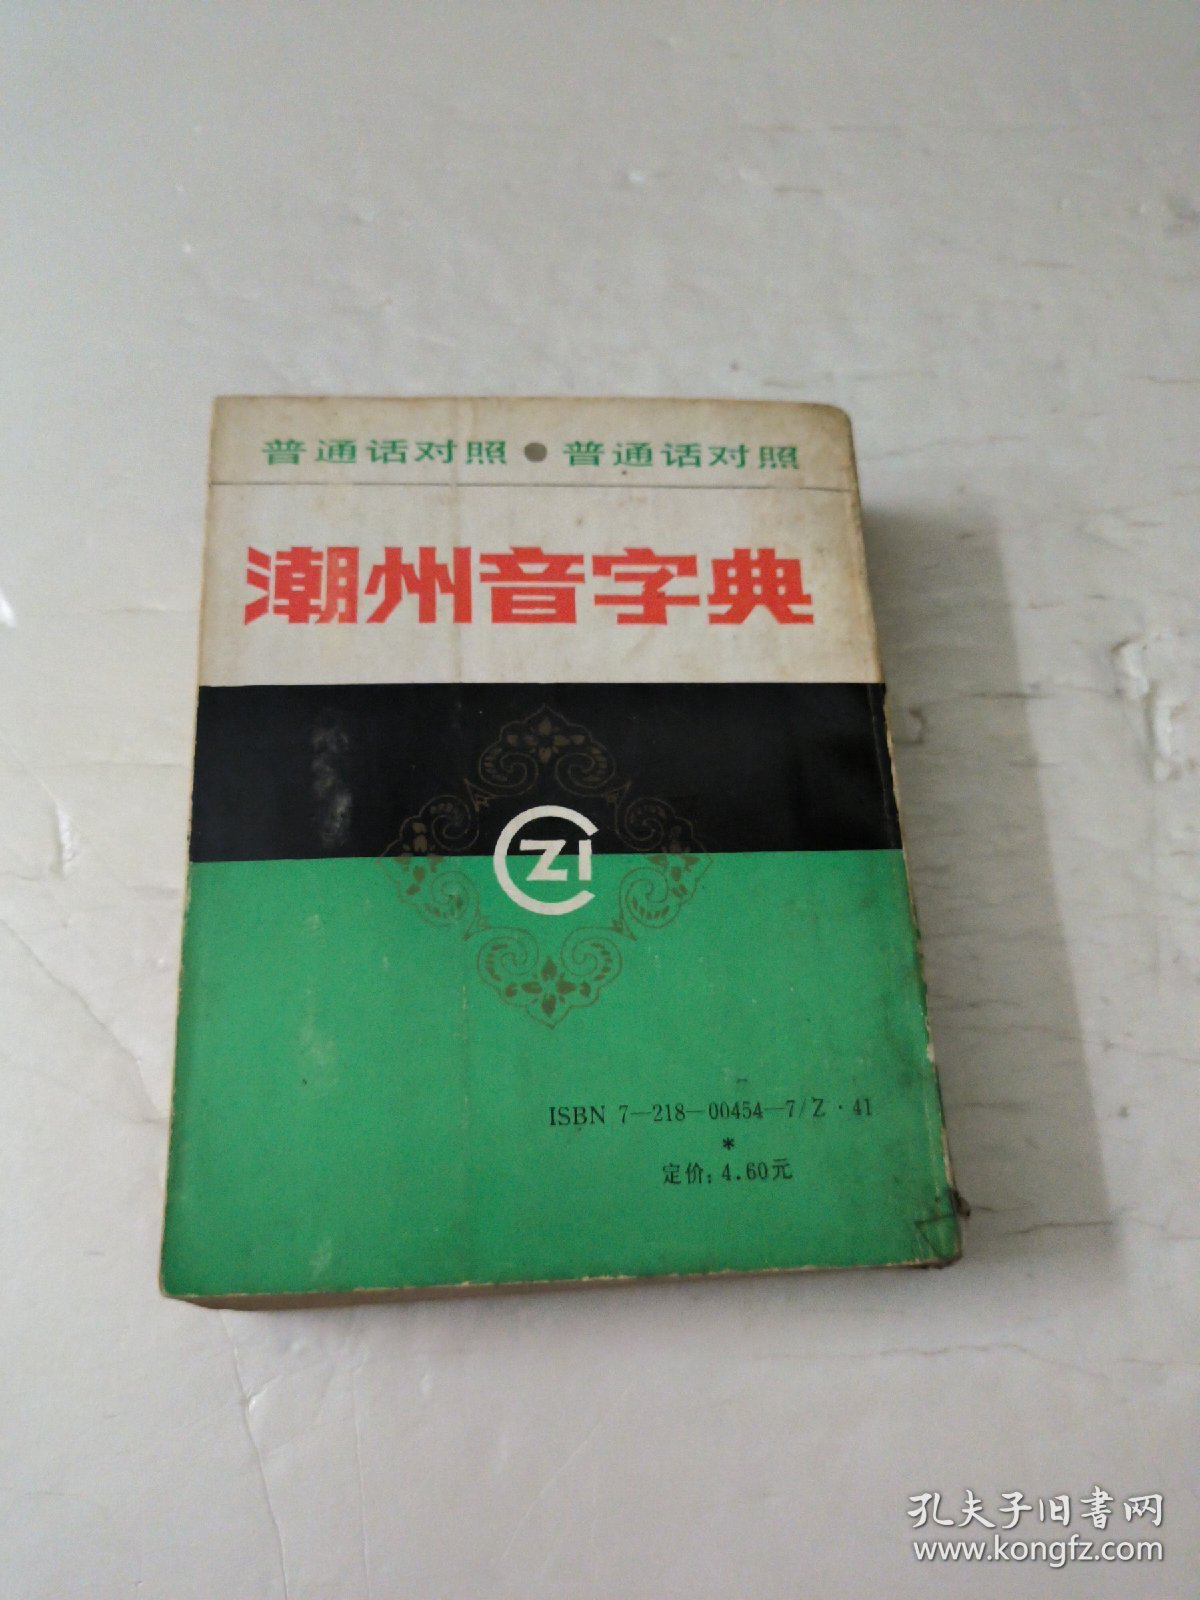 普通话对照●普通话对照
潮州音字典
CZI
ISBN 7—218—00454—7/Z·41
*
定价：4.60元
孔夫子旧书网
www.kongfz.com